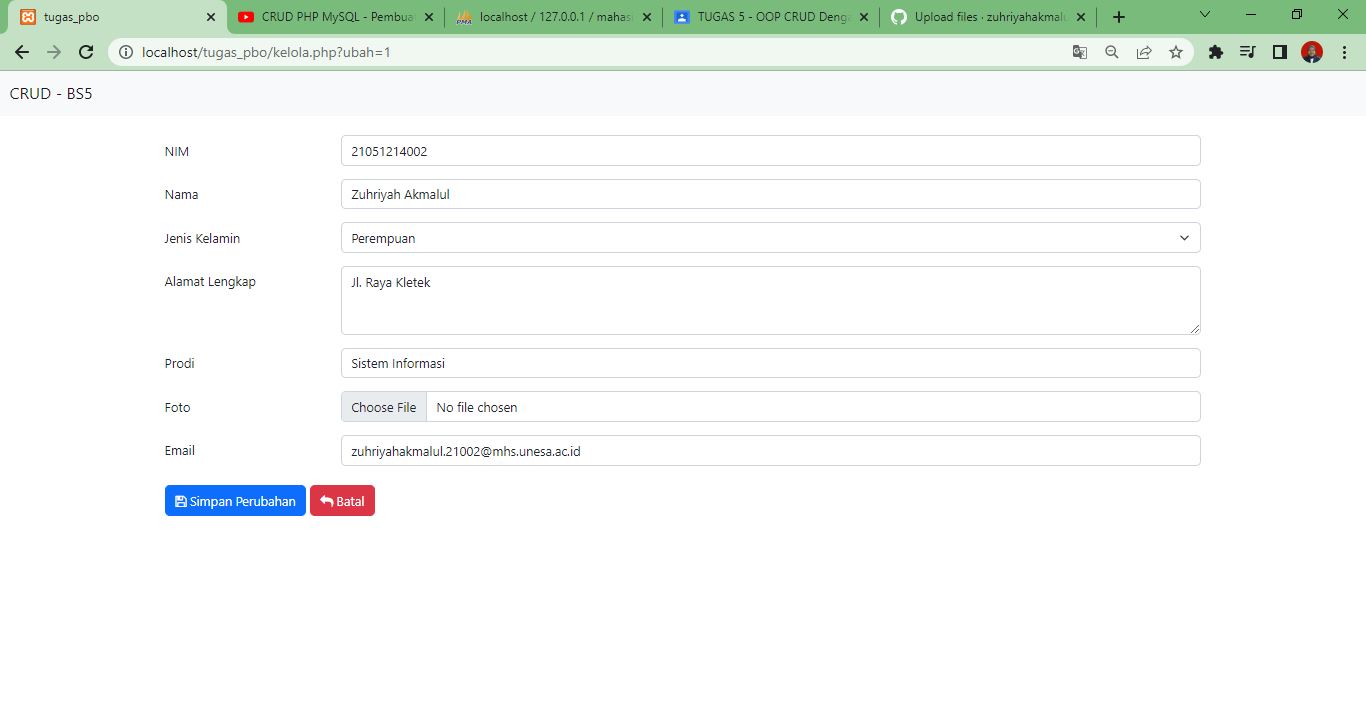 tugas_pbo
CRUD PHP MySQL - Pembua
localhost / 127.0.0.1 / mahas
TUGAS 5 - OOP CRUD Deng
Upload files · zuhriyahakmalu
localhost/tugas_pbo/kelola.php?ubah=1
CRUD - BS5
NIM 21051214002
Nama Zuhriyah Akmalul
Jenis Kelamin Perempuan
Alamat Lengkap Jl. Raya Kletek
Prodi Sistem Informasi
Foto Choose File No file chosen
Email zuhriyahakmalul.21002@mhs.unesa.ac.id
Simpan Perubahan Batal